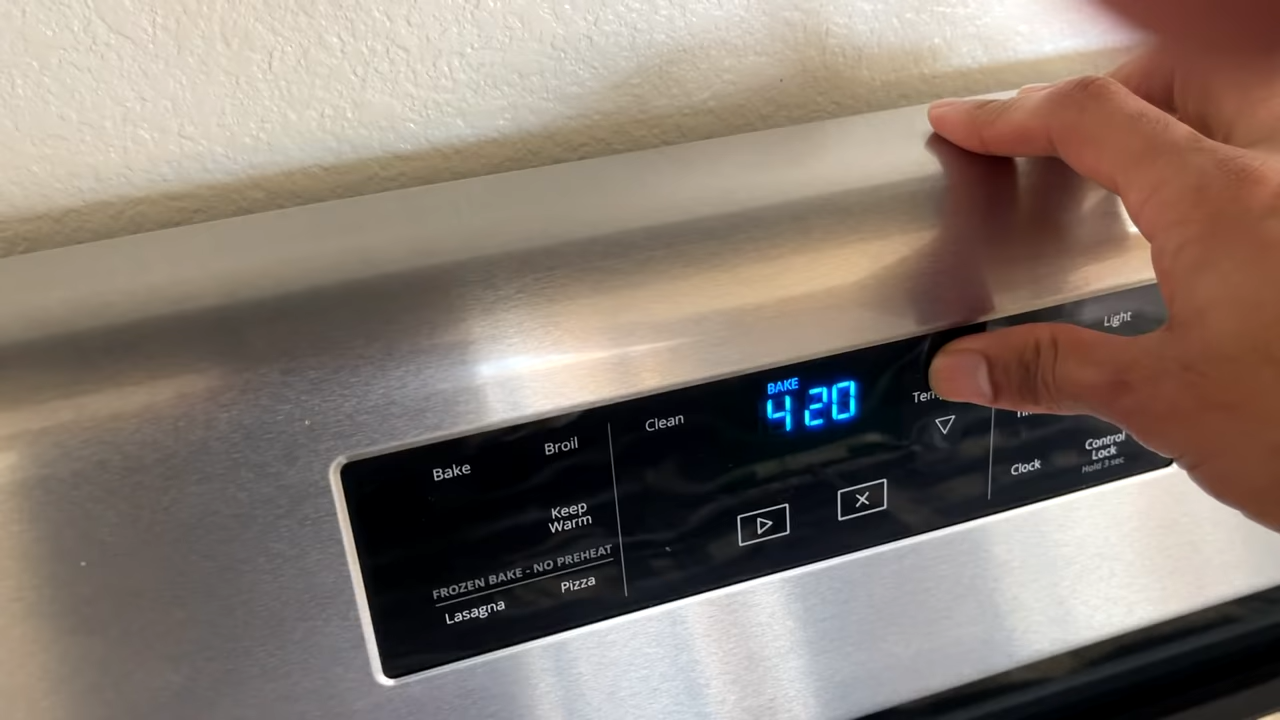 Light
BAKE
420
Clean
Broil
Bake
Control
Lock
Hold 3 sec
Clock
Keep
Warm
FROZEN BAKE - NO PREHEAT
Pizza
Lasagna